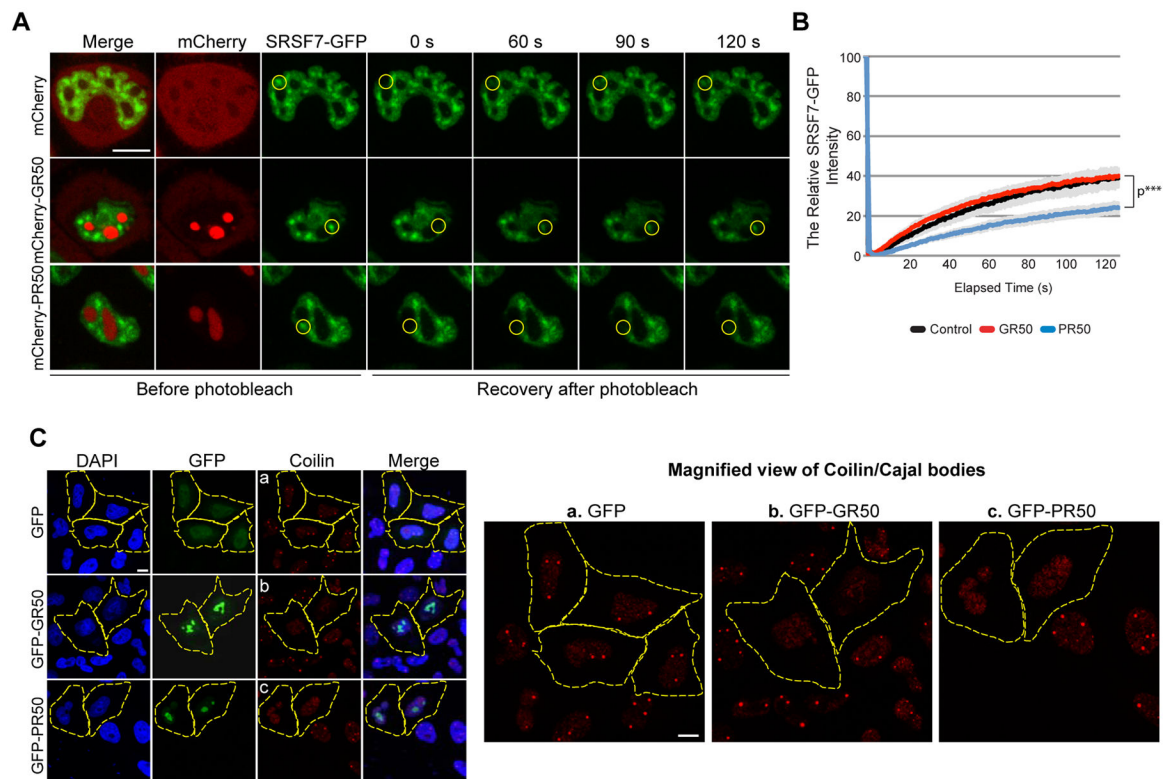 A
Merge mCherry SRSF7-GFP 0 s 60 s 90 s 120 s
mCherry
mCherry-GR50
mCherry-PR50
Before photobleach Recovery after photobleach
B
The Relative SRSF7-GFP
Intensity
100
80
60
40
20
0
20 40 60 80 100 120
Elapsed Time (s)
p***
Control GR50 PR50
C
DAPI GFP Coilin Merge
GFP
a
GFP-GR50
b
GFP-PR50
c
Magnified view of Coilin/Cajal bodies
a. GFP b. GFP-GR50 c. GFP-PR50